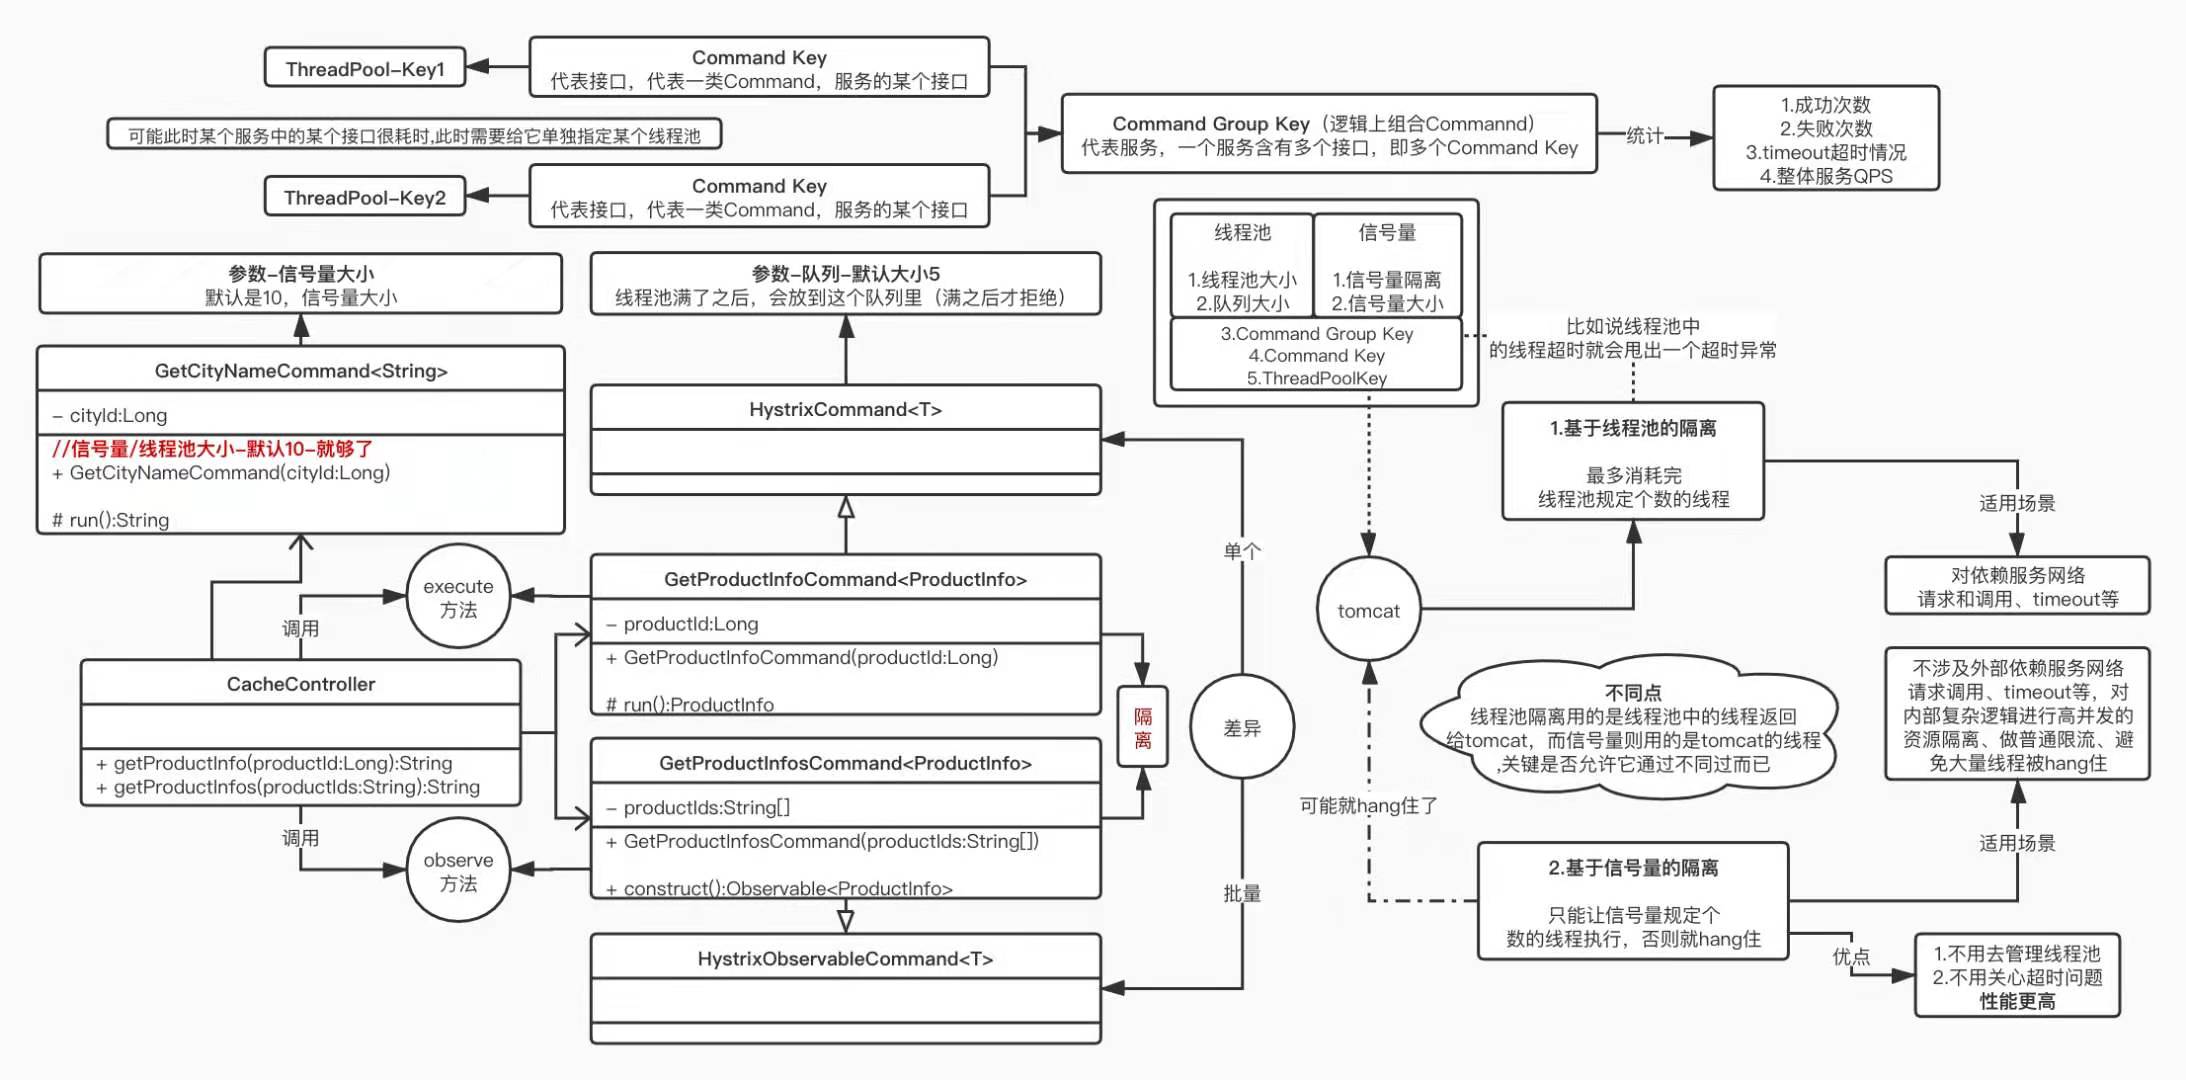 ThreadPool-Key1
Command Key
代表接口，代表一类Command，服务的某个接口
可能此时某个服务中的某个接口很耗时,此时需要给它单独指定某个线程池
ThreadPool-Key2
Command Key
代表接口，代表一类Command，服务的某个接口
Command Group Key（逻辑上组合Commannd）
代表服务，一个服务含有多个接口，即多个Command Key
统计
1.成功次数
2.失败次数
3.timeout超时情况
4.整体服务QPS
参数-信号量大小
默认是10，信号量大小
参数-队列-默认大小5
线程池满了之后，会放到这个队列里（满之后才拒绝）
GetCityNameCommand<String>
- cityId:Long
//信号量/线程池大小-默认10-就够了
+ GetCityNameCommand(cityId:Long)
# run():String
HystrixCommand<T>
execute
方法
调用
GetProductInfoCommand<ProductInfo>
- productId:Long
+ GetProductInfoCommand(productId:Long)
# run():ProductInfo
CacheController
+ getProductInfo(productId:Long):String
+ getProductInfos(productIds:String):String
调用
observe
方法
GetProductInfosCommand<ProductInfo>
- productIds:String[]
+ GetProductInfosCommand(productIds:String[])
+ construct():Observable<ProductInfo>
HystrixObservableCommand<T>
隔
离
单个
差异
批量
线程池
1.线程池大小
2.队列大小
信号量
1.信号量隔离
2.信号量大小
3.Command Group Key
4.Command Key
5.ThreadPoolKey
比如说线程池中
的线程超时就会甩出一个超时异常
1.基于线程池的隔离
最多消耗完
线程池规定个数的线程
适用场景
对依赖服务网络
请求和调用、timeout等
tomcat
不同点
线程池隔离用的是线程池中的线程返回
给tomcat，而信号量则用的是tomcat的线程
,关键是否允许它通过不同过而已
不涉及外部依赖服务网络
请求调用、timeout等，对
内部复杂逻辑进行高并发的
资源隔离、做普通限流、避
免大量线程被hang住
可能就hang住了
适用场景
2.基于信号量的隔离
只能让信号量规定个
数的线程执行，否则就hang住
优点
1.不用去管理线程池
2.不用关心超时问题
性能更高